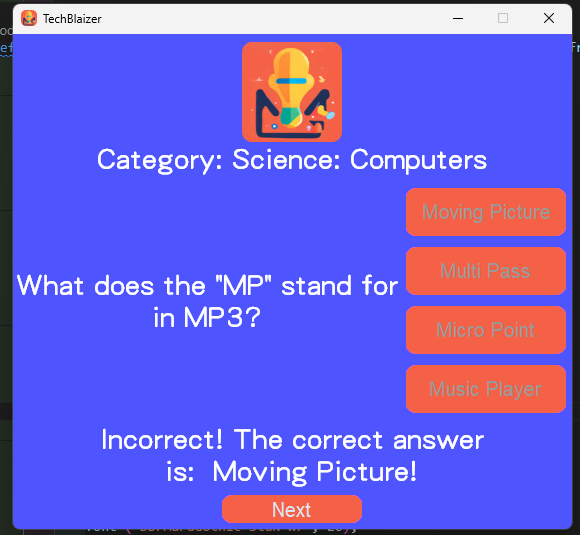 TechBlaizer
Category: Science: Computers
Moving Picture
Multi Pass
What does the "MP" stand for
in MP3?
Micro Point
Music Player
Incorrect! The correct answer
is:  Moving Picture!
Next